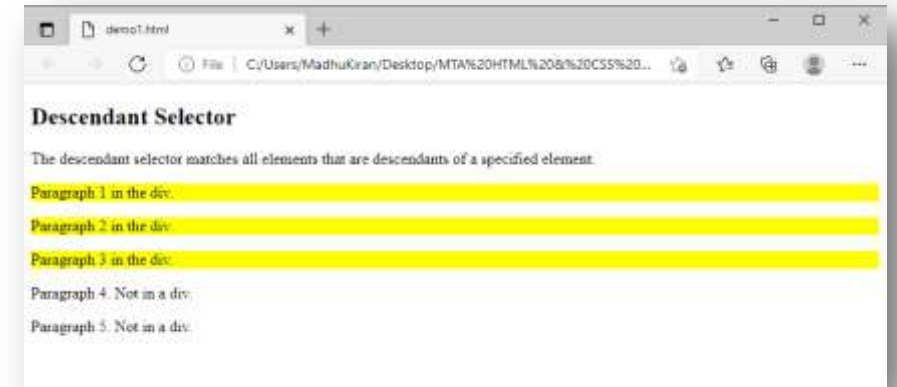 demo1.html
File
C:/Users/MadhuKiran/Desktop/MTA%20HTML%20&%20CSS%20...
Descendant Selector
The descendant selector matches all elements that are descendants of a specified element.
Paragraph 1 in the div.
Paragraph 2 in the div.
Paragraph 3 in the div.
Paragraph 4. Not in a div.
Paragraph 5. Not in a div.